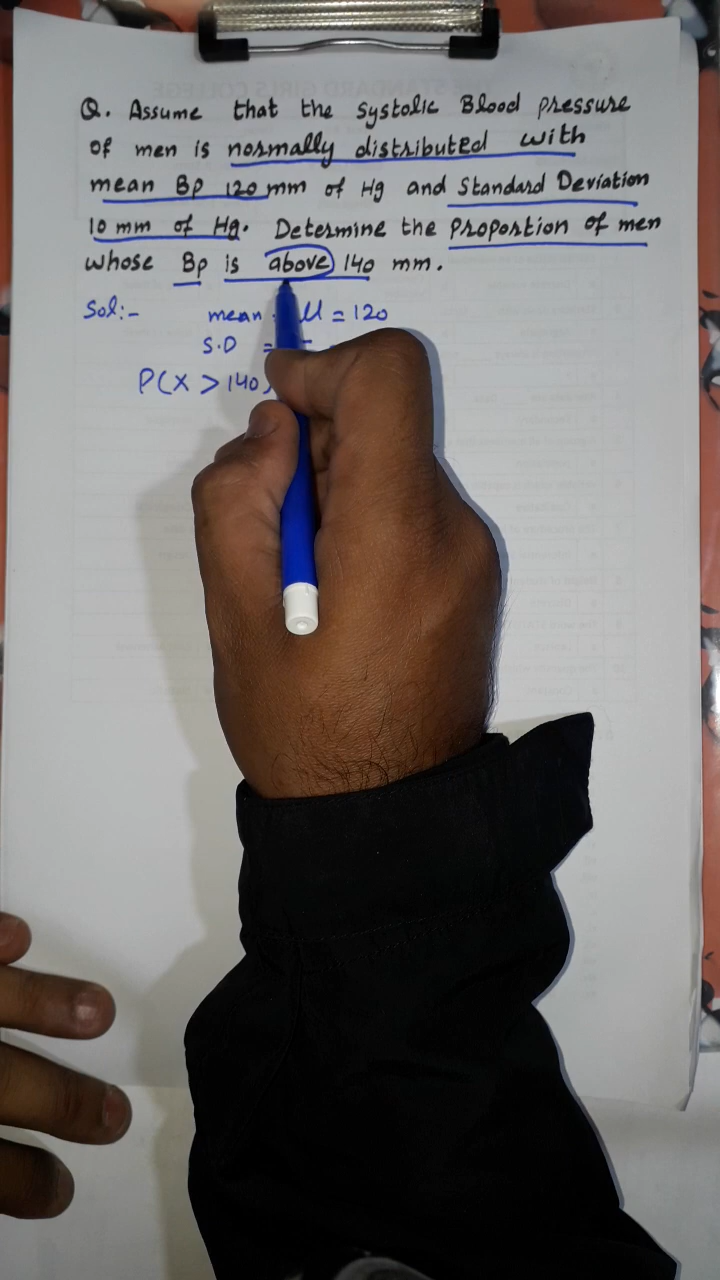 Q. Assume that the systolic Blood pressure
of men is normally distributed with
mean Bp 120 mm of Hg and Standard Deviation
10 mm of Hg. Determine the proportion of men
whose Bp is above 140 mm.
Sol:- mean μ = 120
S.D =
P(X > 140)